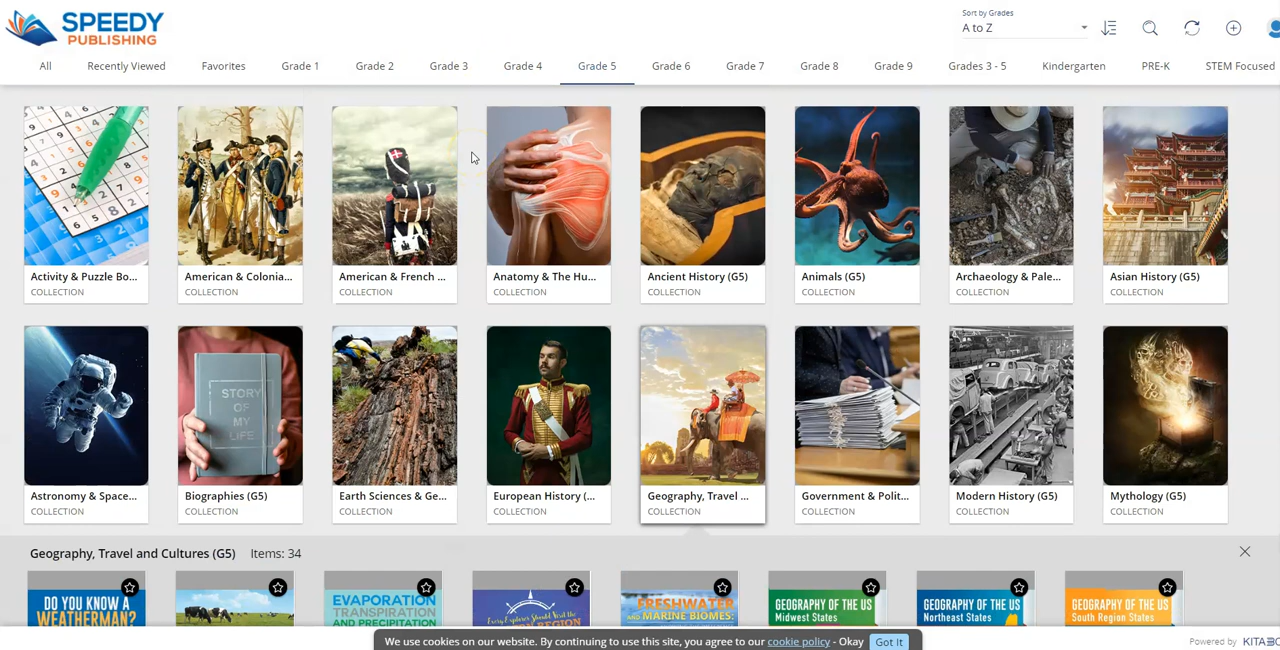 SPEEDY
PUBLISHING
Sort by Grades
A to Z
All Recently Viewed Favorites Grade 1 Grade 2 Grade 3 Grade 4 Grade 5 Grade 6 Grade 7 Grade 8 Grade 9 Grades 3 - 5 Kindergarten PRE-K STEM Focused
Activity & Puzzle Bo... American & Colonia... American & French ... Anatomy & The Hu... Ancient History (G5) Animals (G5) Archaeology & Pale... Asian History (G5)
COLLECTION COLLECTION COLLECTION COLLECTION COLLECTION COLLECTION COLLECTION COLLECTION
STORY
OF
MY
LIFE
Astronomy & Space... Biographies (G5) Earth Sciences & Ge... European History (... Geography, Travel ... Government & Polit... Modern History (G5) Mythology (G5)
COLLECTION COLLECTION COLLECTION COLLECTION COLLECTION COLLECTION COLLECTION COLLECTION
Geography, Travel and Cultures (G5) Items: 34
DO YOU KNOW A
WEATHERMAN?
EVAPORATION
TRANSPIRATION
AND PRECIPITATION
Every Explorer Should Visit the
FRESHWATER
AND MARINE BIOMES:
GEOGRAPHY OF THE US
Midwest States
GEOGRAPHY OF THE US
Northeast States
GEOGRAPHY OF THE US
South Region States
We use cookies on our website. By continuing to use this site, you agree to our cookie policy - Okay Got It
Powered by